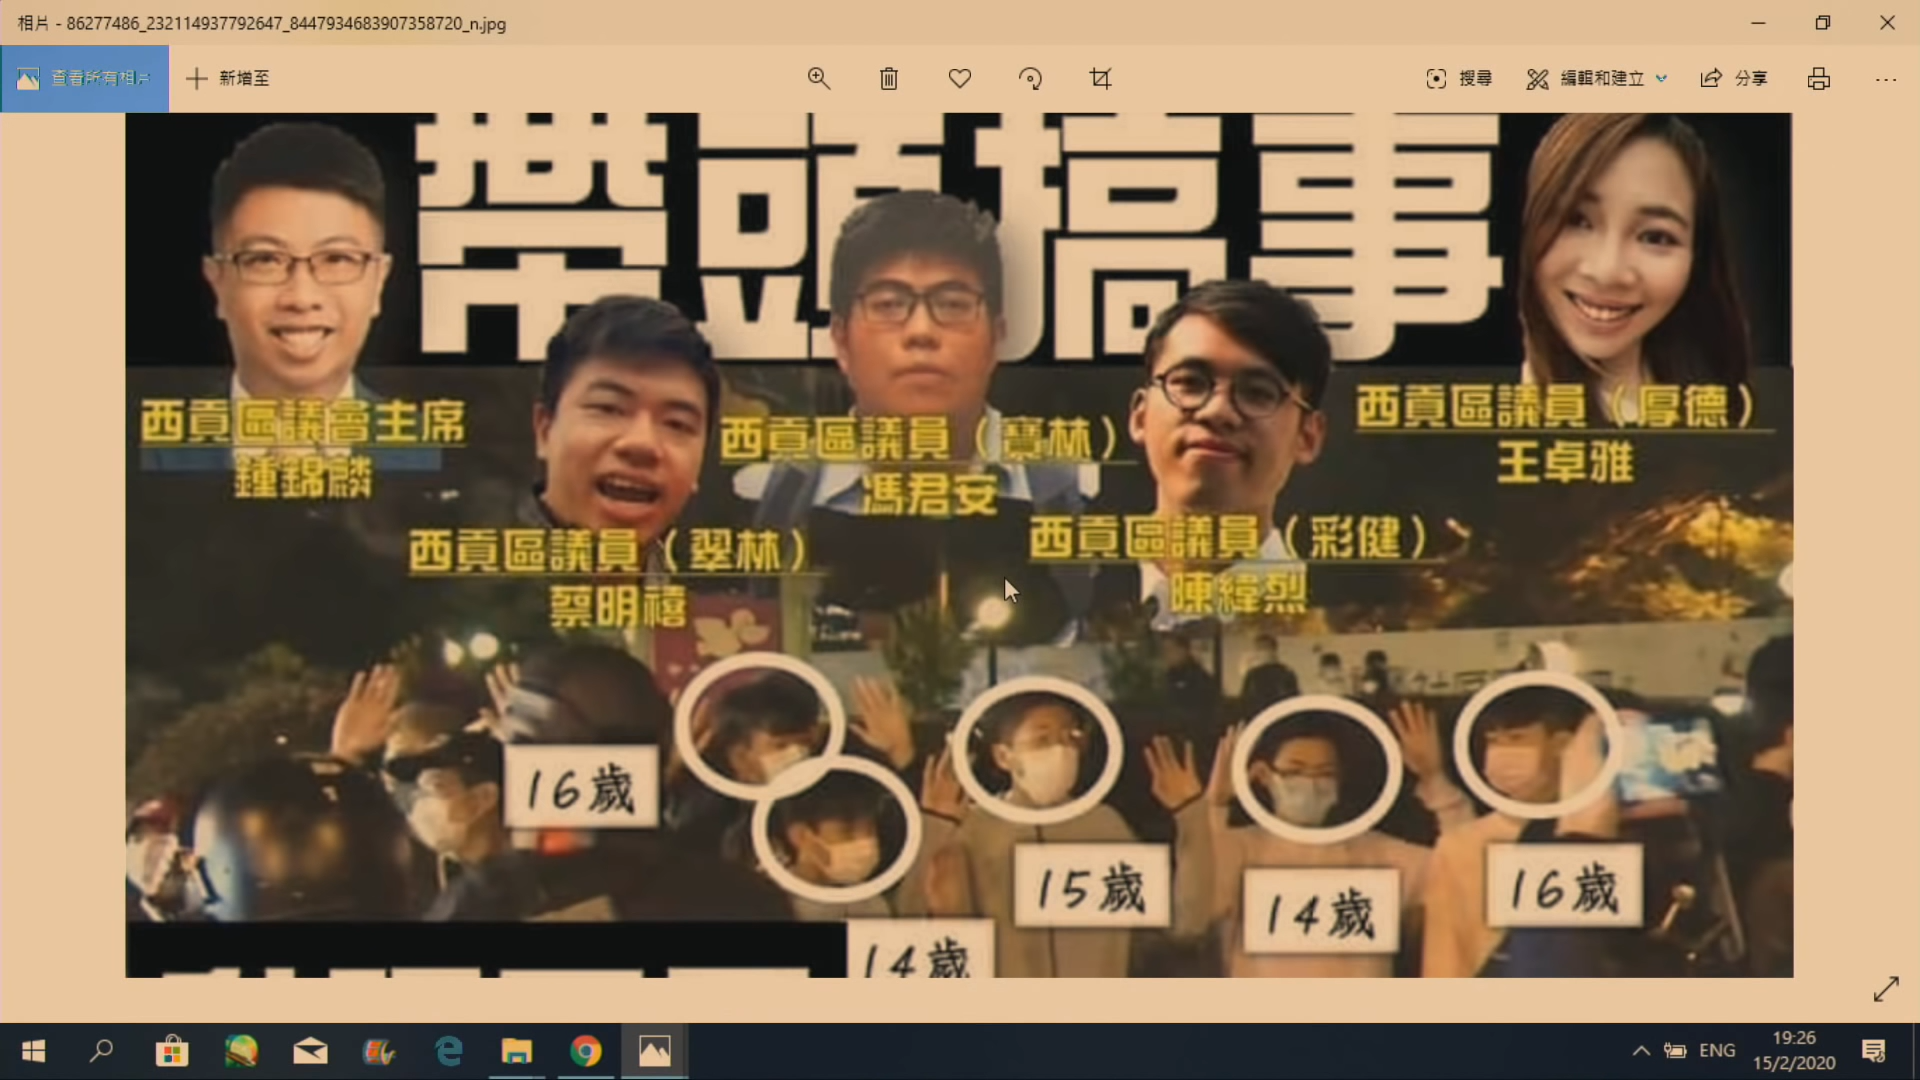 相片 - 86277486_232114937792647_8447934683907358720_n.jpg
查看所有相片
新增至
搜尋
編輯和建立
分享
帶頭搞事
西貢區議會主席
鍾錦麟
西貢區議員（翠林）
蔡明禧
西貢區議員（寶林）
馮君安
西貢區議員（彩健）
陳緯烈
西貢區議員（厚德）
王卓雅
16歲
14歲
15歲
14歲
16歲
ENG
19:26
15/2/2020